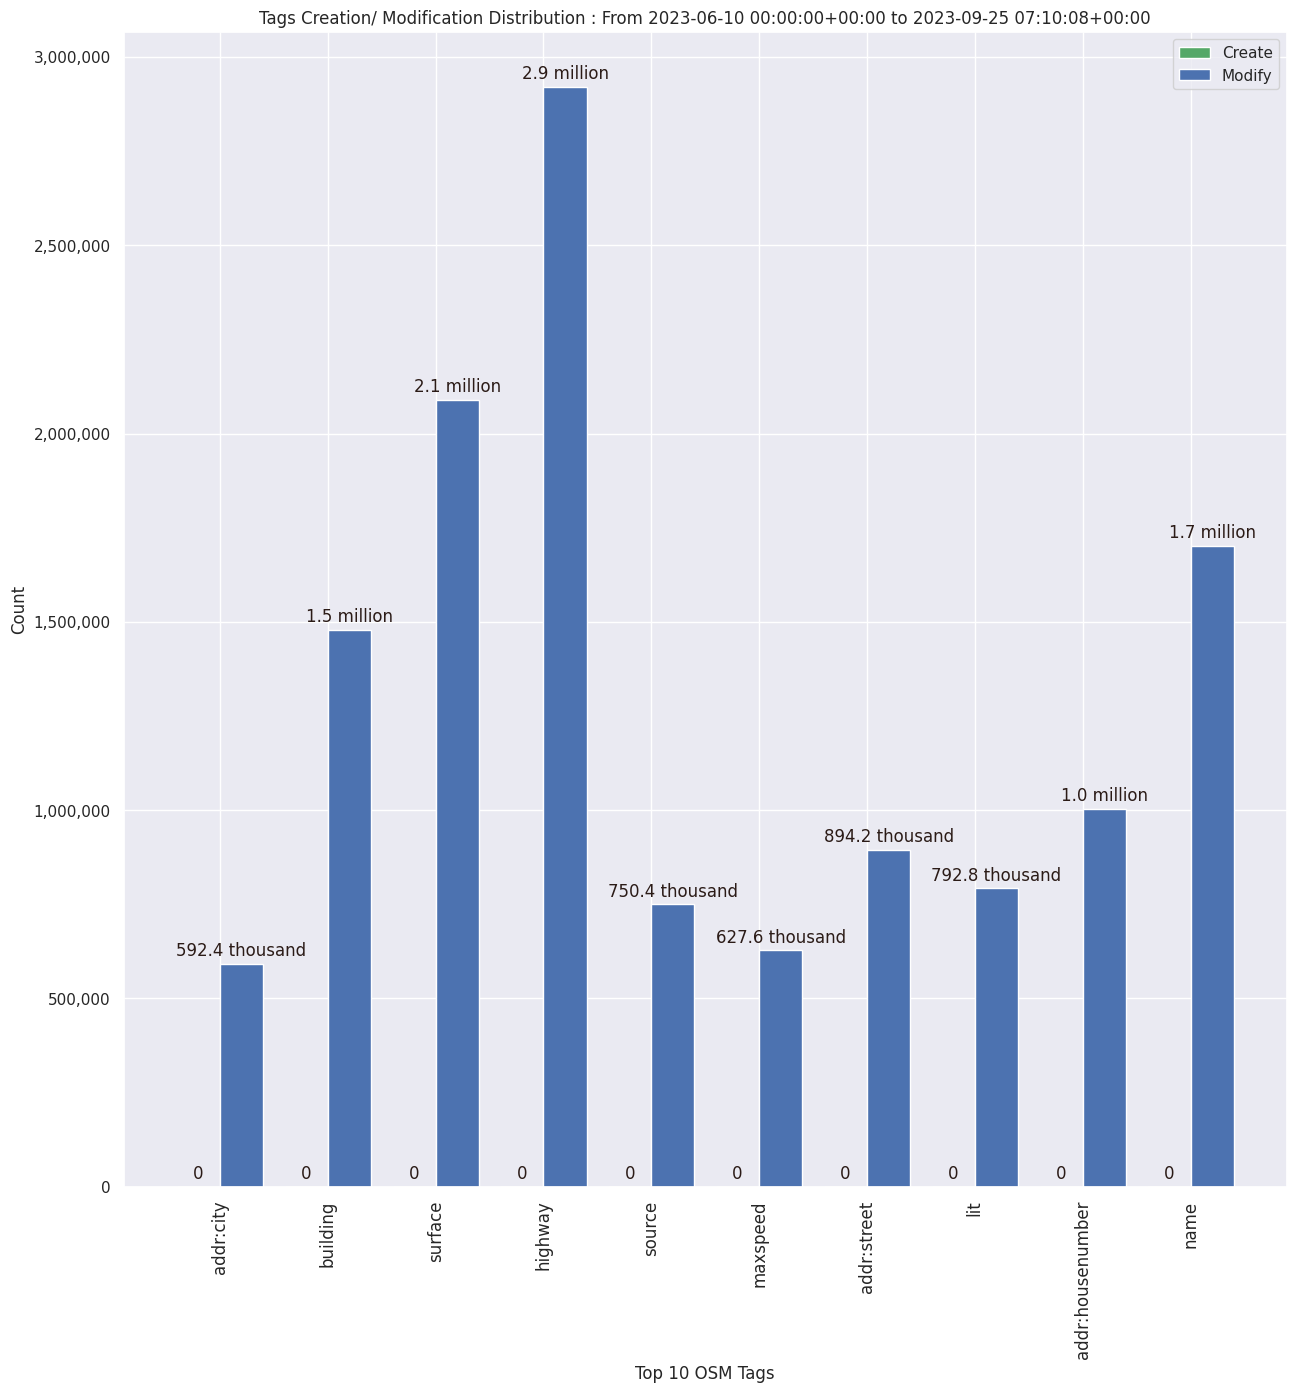 Tags Creation/ Modification Distribution : From 2023-06-10 00:00:00+00:00 to 2023-09-25 07:10:08+00:00
Create
Modify
3,000,000
2,500,000
2,000,000
1,500,000
1,000,000
500,000
0
Count
592.4 thousand
1.5 million
2.1 million
2.9 million
750.4 thousand
627.6 thousand
894.2 thousand
792.8 thousand
1.0 million
1.7 million
0
0
0
0
0
0
0
0
0
0
addr:city
building
surface
highway
source
maxspeed
addr:street
lit
addr:housenumber
name
Top 10 OSM Tags